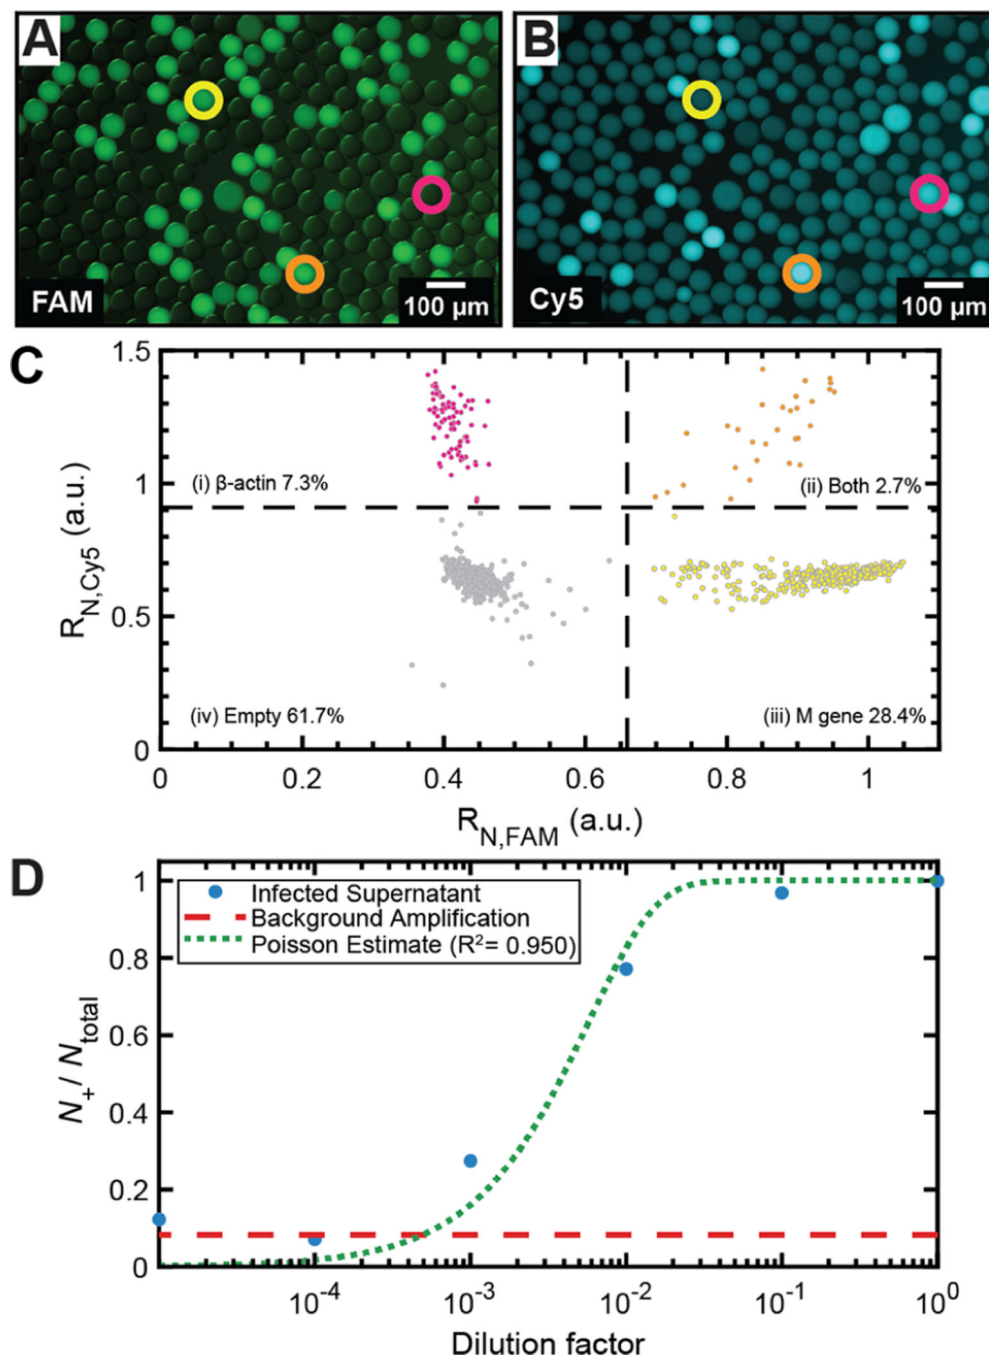 A
B
FAM
100 µm
Cy5
100 µm
C
1.5
1
0.5
0
R_N,Cy5 (a.u.)
(i) β-actin 7.3%
(ii) Both 2.7%
(iv) Empty 61.7%
(iii) M gene 28.4%
0
0.2
0.4
0.6
0.8
1
R_N,FAM (a.u.)
D
1
0.8
0.6
0.4
0.2
0
N_+ / N_total
Infected Supernatant
Background Amplification
Poisson Estimate (R²= 0.950)
10⁻⁴
10⁻³
10⁻²
10⁻¹
10⁰
Dilution factor